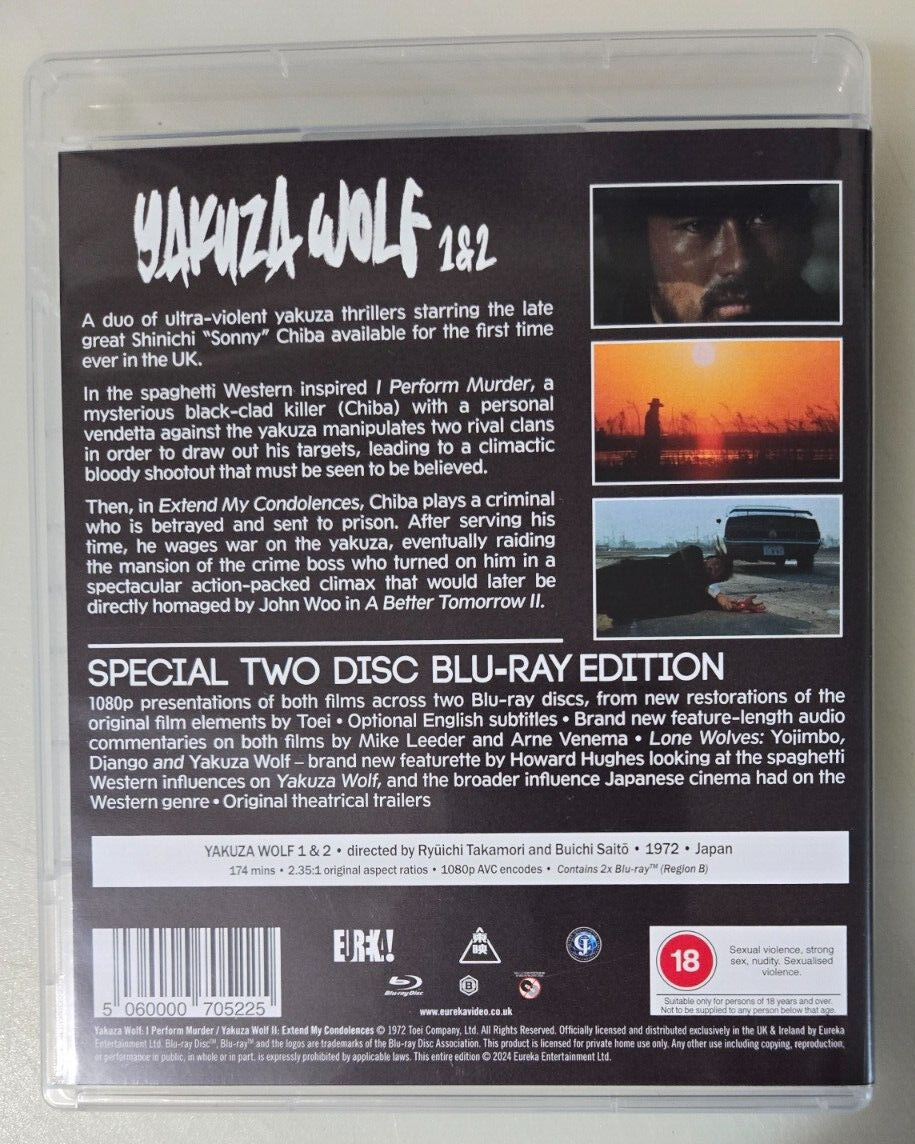 YAKUZA WOLF 1&2
A duo of ultra-violent yakuza thrillers starring the late
great Shinichi "Sonny" Chiba available for the first time
ever in the UK.
In the spaghetti Western inspired I Perform Murder, a
mysterious black-clad killer (Chiba) with a personal
vendetta against the yakuza manipulates two rival clans
in order to draw out his targets, leading to a climactic
bloody shootout that must be seen to be believed.
Then, in Extend My Condolences, Chiba plays a criminal
who is betrayed and sent to prison. After serving his
time, he wages war on the yakuza, eventually raiding
the mansion of the crime boss who turned on him in a
spectacular action-packed climax that would later be
directly homaged by John Woo in A Better Tomorrow II.
SPECIAL TWO DISC BLU-RAY EDITION
1080p presentations of both films across two Blu-ray discs, from new restorations of the
original film elements by Toei • Optional English subtitles • Brand new feature-length audio
commentaries on both films by Mike Leeder and Arne Venema • Lone Wolves: Yojimbo,
Django and Yakuza Wolf – brand new featurette by Howard Hughes looking at the spaghetti
Western influences on Yakuza Wolf, and the broader influence Japanese cinema had on the
Western genre • Original theatrical trailers
YAKUZA WOLF 1 & 2 • directed by Ryūichi Takamori and Buichi Saitō • 1972 • Japan
174 mins • 2.35:1 original aspect ratios • 1080p AVC encodes • Contains 2x Blu-ray™ (Region B)
5 060000 705225
EUREKA!
東映
Blu-ray Disc
B
www.eurekavideo.co.uk
18
Sexual violence, strong
sex, nudity. Sexualised
violence.
Suitable only for persons of 18 years and over.
Not to be supplied to any person below that age.
Yakuza Wolf: I Perform Murder / Yakuza Wolf II: Extend My Condolences © 1972 Toei Company, Ltd. All Rights Reserved. Officially licensed and distributed exclusively in the UK & Ireland by Eureka
Entertainment Ltd. Blu-ray Disc™, Blu-ray™ and the logos are trademarks of the Blu-ray Disc Association. This product is licensed for private home use only. Any other use including copying, reproduction,
or performance in public, in whole or in part, is expressly prohibited by applicable laws. This entire edition © 2024 Eureka Entertainment Ltd.